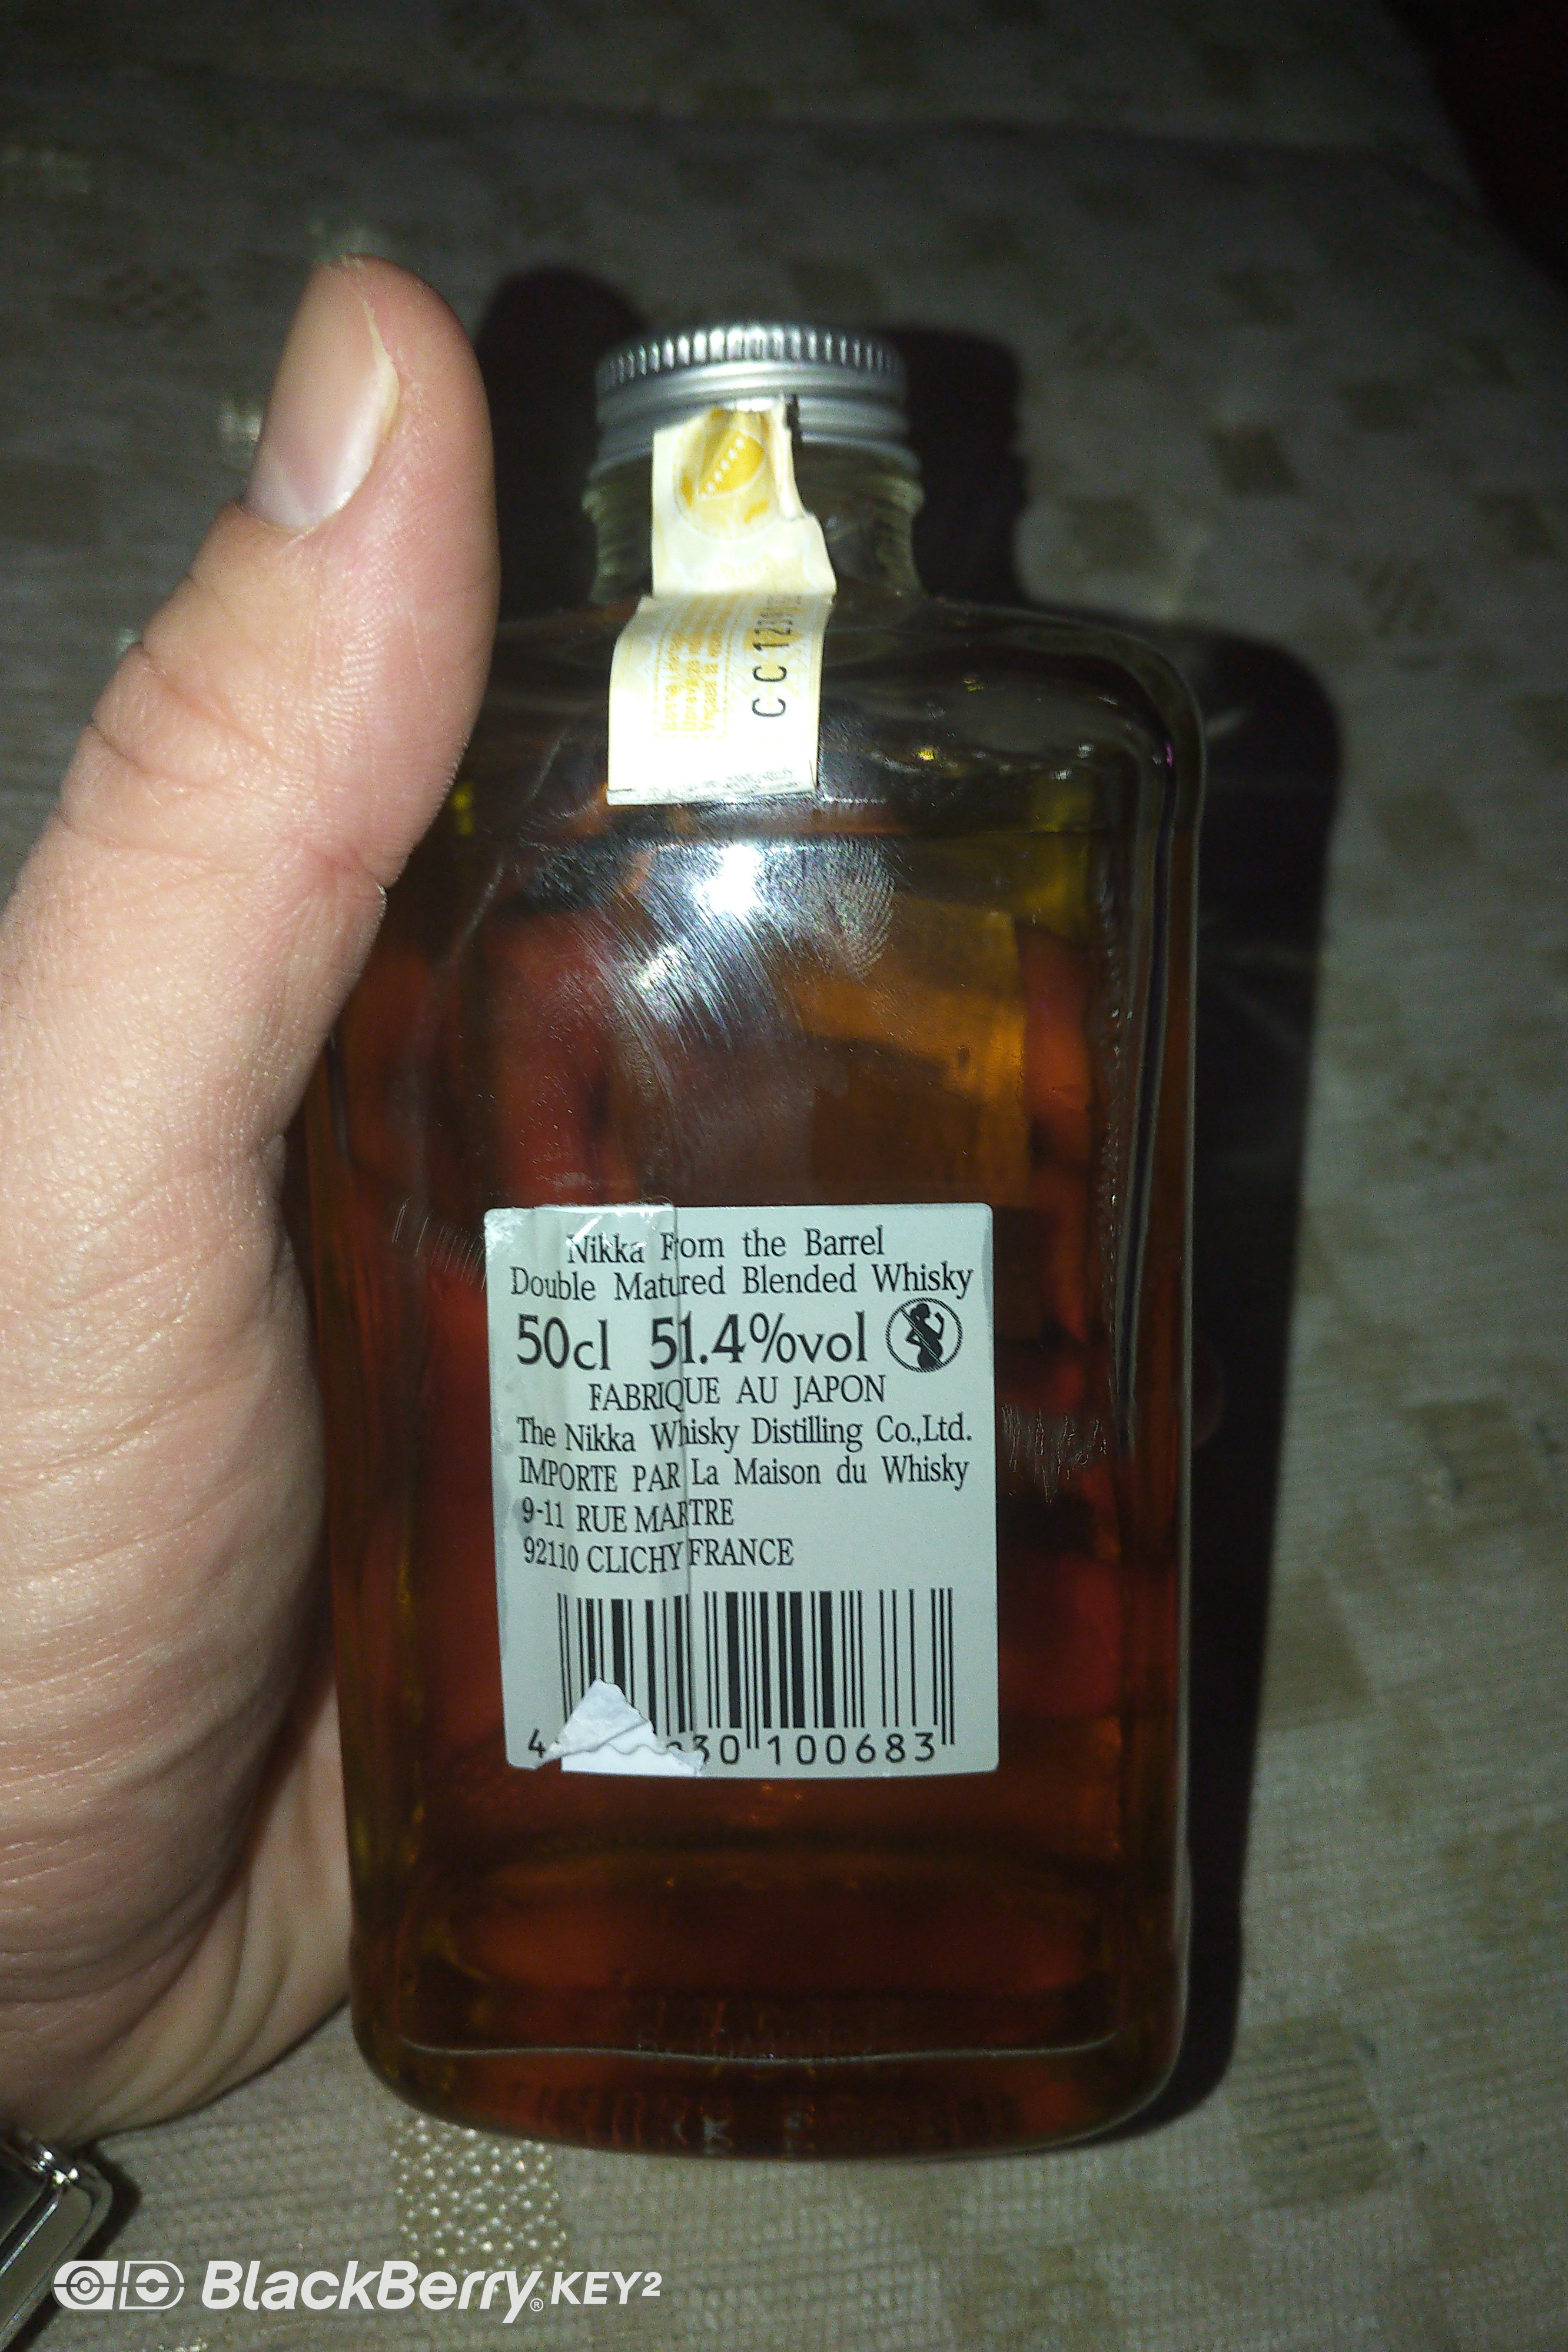 CC1239
Nikka From the Barrel
Double Matured Blended Whisky
50cl 51.4%vol
FABRIQUE AU JAPON
The Nikka Whisky Distilling Co.,Ltd.
IMPORTE PAR La Maison du Whisky
9-11 RUE MARTRE
92110 CLICHY FRANCE
4 30 100683
BlackBerry® KEY2